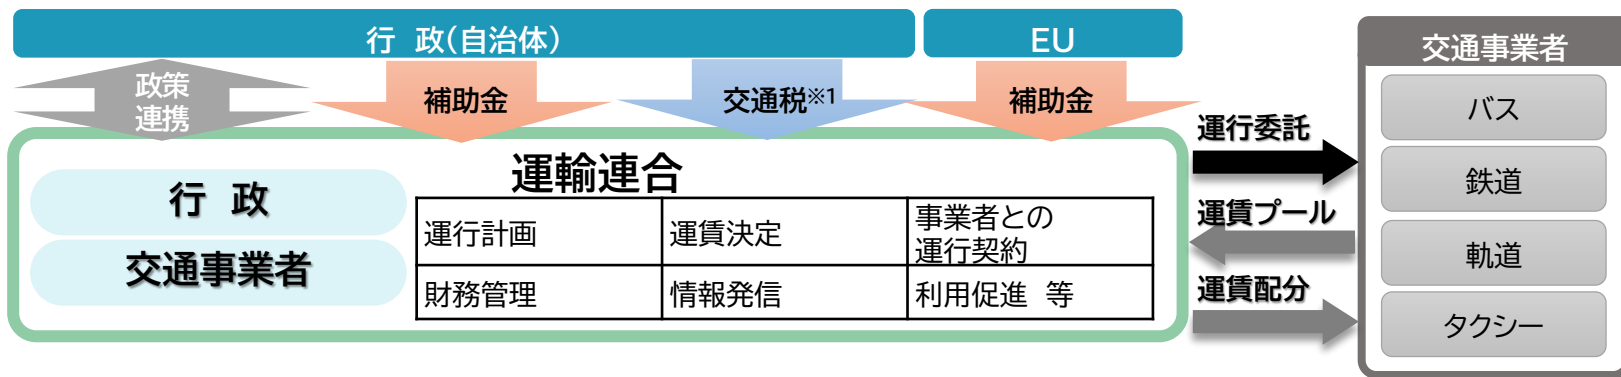 行 政(自治体)
EU
政策
連携
補助金
交通税※1
補助金
運輸連合
行 政
交通事業者
運行計画
運賃決定
事業者との
運行契約
財務管理
情報発信
利用促進 等
運行委託
運賃プール
運賃配分
交通事業者
バス
鉄道
軌道
タクシー